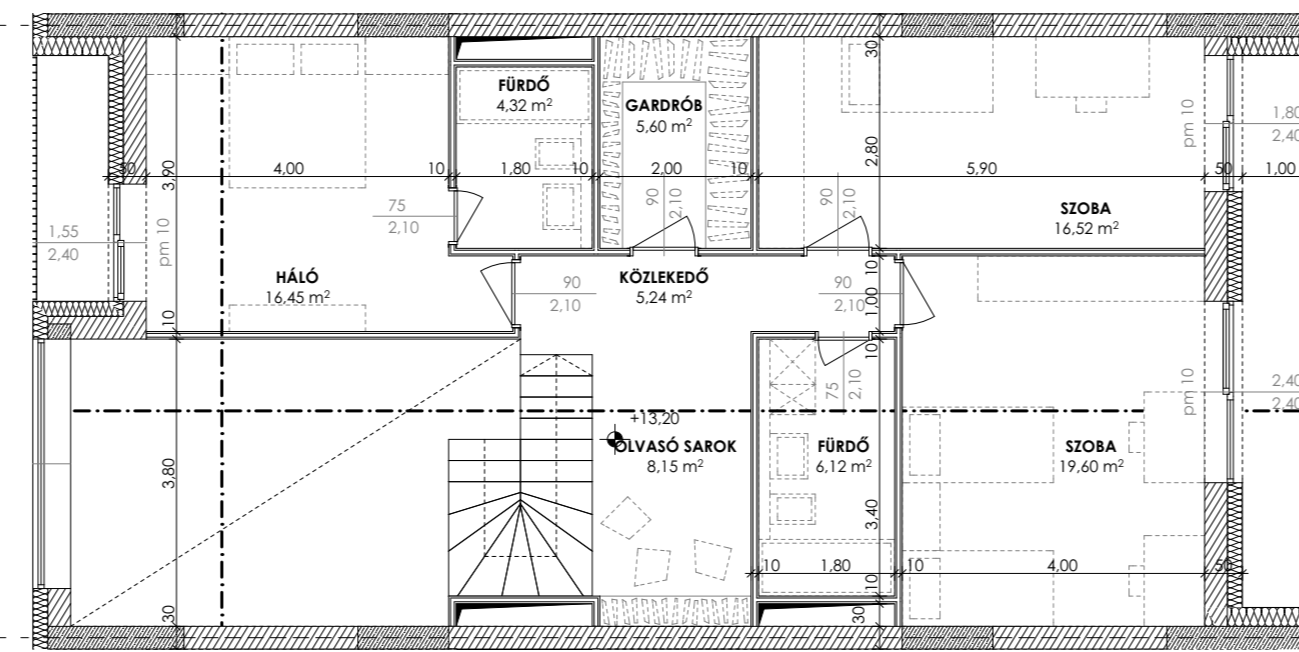 FÜRDŐ
4,32 m²
GARDRÓB
5,60 m²
30
2,80
pm 10
1,80
2,40
50
3,90
4,00
10
1,80
10
2,00
10
5,90
50
1,00
75
2,10
90
2,10
90
2,10
SZOBA
16,52 m²
1,55
2,40
pm 10
HÁLÓ
16,45 m²
90
2,10
KÖZLEKEDŐ
5,24 m²
90
2,10
10
1,00
10
10
75
2,10
pm 10
2,40
2,40
+13,20
OLVASÓ SAROK
8,15 m²
FÜRDŐ
6,12 m²
SZOBA
19,60 m²
3,80
3,40
10
1,80
10
10
4,00
50
30
30